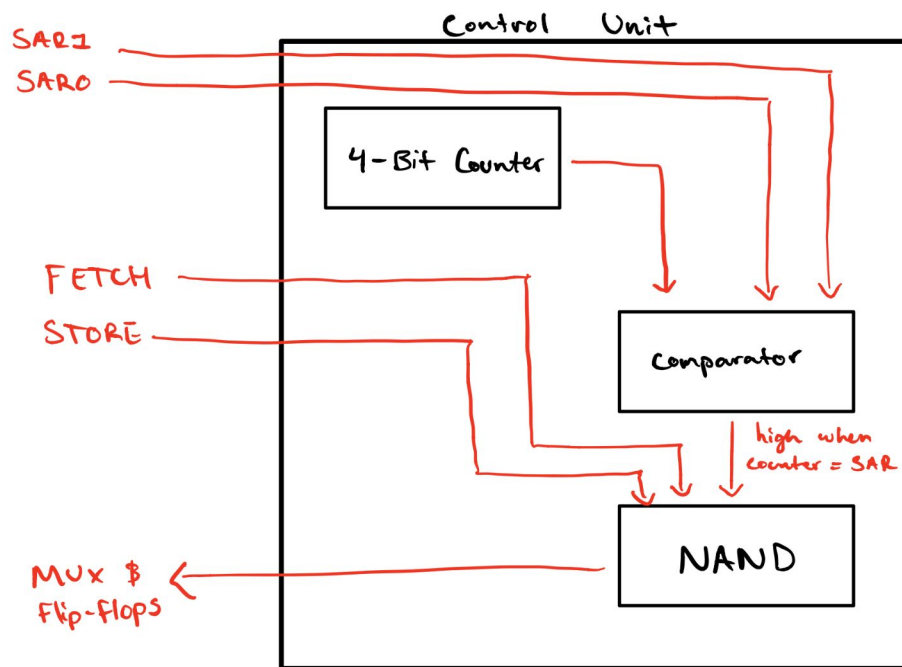 Control Unit
SAR1
SAR0
4-Bit Counter
FETCH
STORE
Comparator
high when
counter = SAR
NAND
MUX $
Flip-Flops